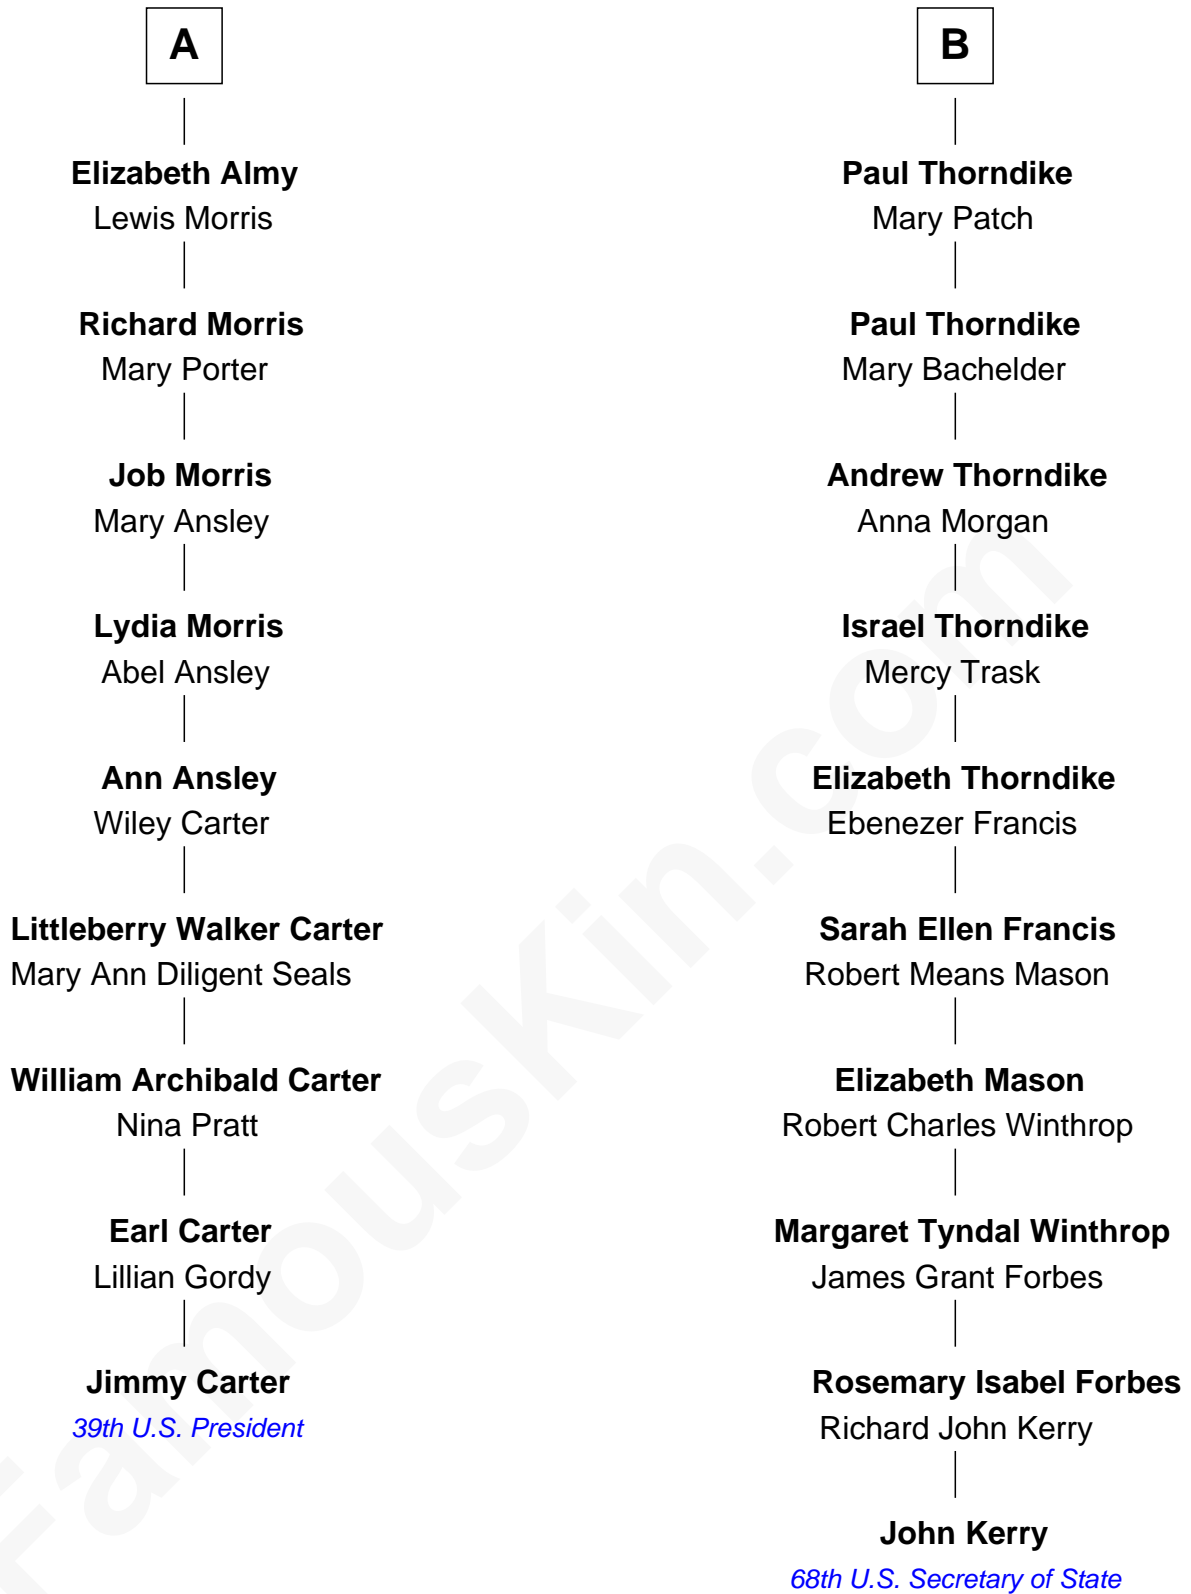 A
Elizabeth Almy
Lewis Morris
Richard Morris
Mary Porter
Job Morris
Mary Ansley
Lydia Morris
Abel Ansley
Ann Ansley
Wiley Carter
Littleberry Walker Carter
Mary Ann Diligent Seals
William Archibald Carter
Nina Pratt
Earl Carter
Lillian Gordy
Jimmy Carter
39th U.S. President
B
Paul Thorndike
Mary Patch
Paul Thorndike
Mary Bachelder
Andrew Thorndike
Anna Morgan
Israel Thorndike
Mercy Trask
Elizabeth Thorndike
Ebenezer Francis
Sarah Ellen Francis
Robert Means Mason
Elizabeth Mason
Robert Charles Winthrop
Margaret Tyndal Winthrop
James Grant Forbes
Rosemary Isabel Forbes
Richard John Kerry
John Kerry
68th U.S. Secretary of State
FamousKin.com